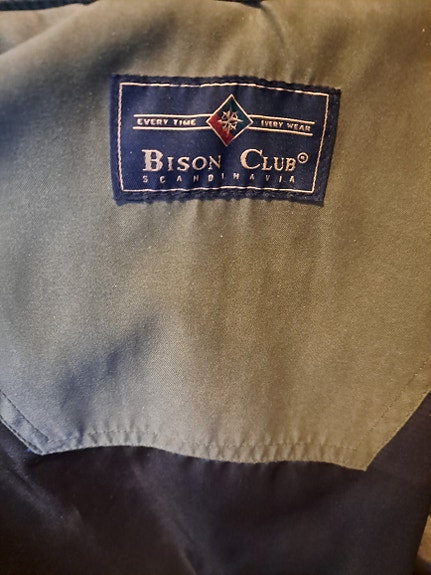 EVERY TIME EVERY WEAR
BISON CLUB®
SCANDINAVIA